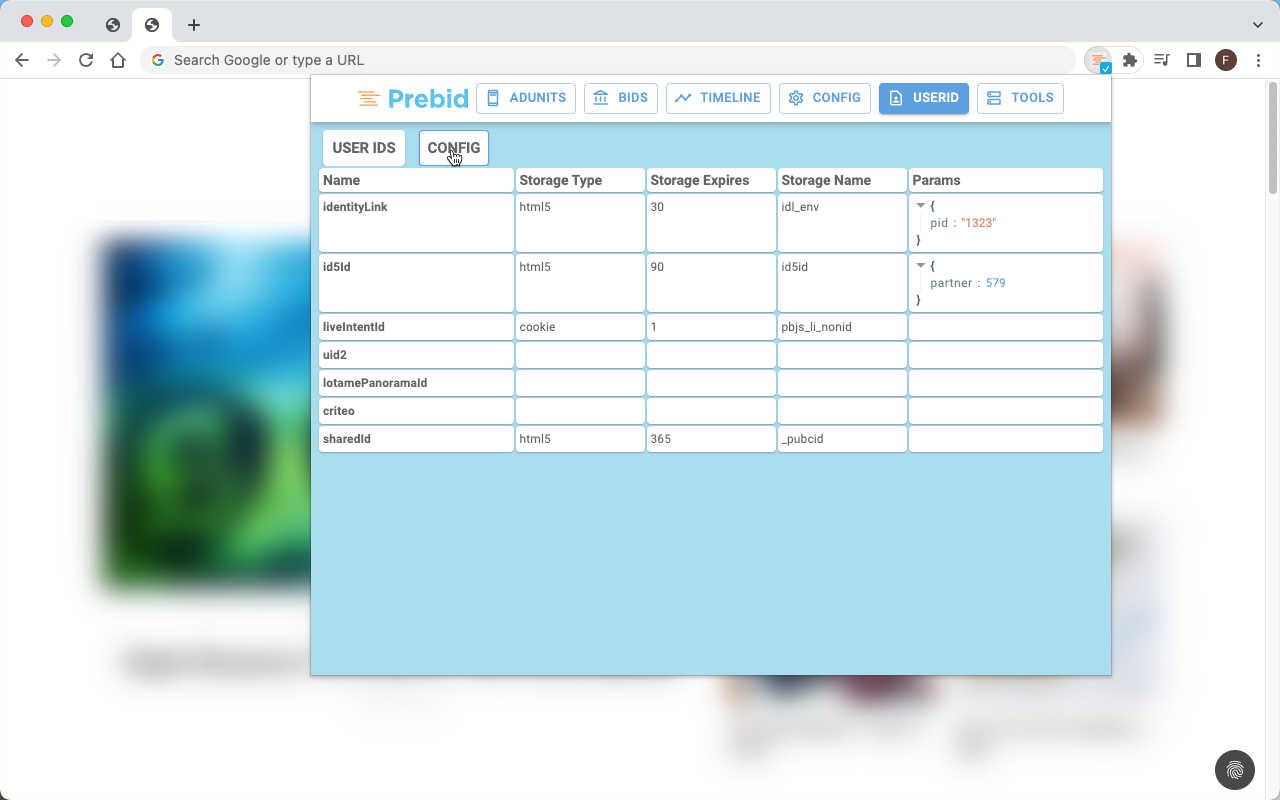 Search Google or type a URL
F
Prebid
ADUNITS
BIDS
TIMELINE
CONFIG
USERID
TOOLS
USER IDS
CONFIG
Name Storage Type Storage Expires Storage Name Params
identityLink html5 30 idl_env {
pid : "1323"
}
id5Id html5 90 id5id {
partner : 579
}
liveIntentId cookie 1 pbjs_li_nonid
uid2
lotamePanoramaId
criteo
sharedId html5 365 _pubcid